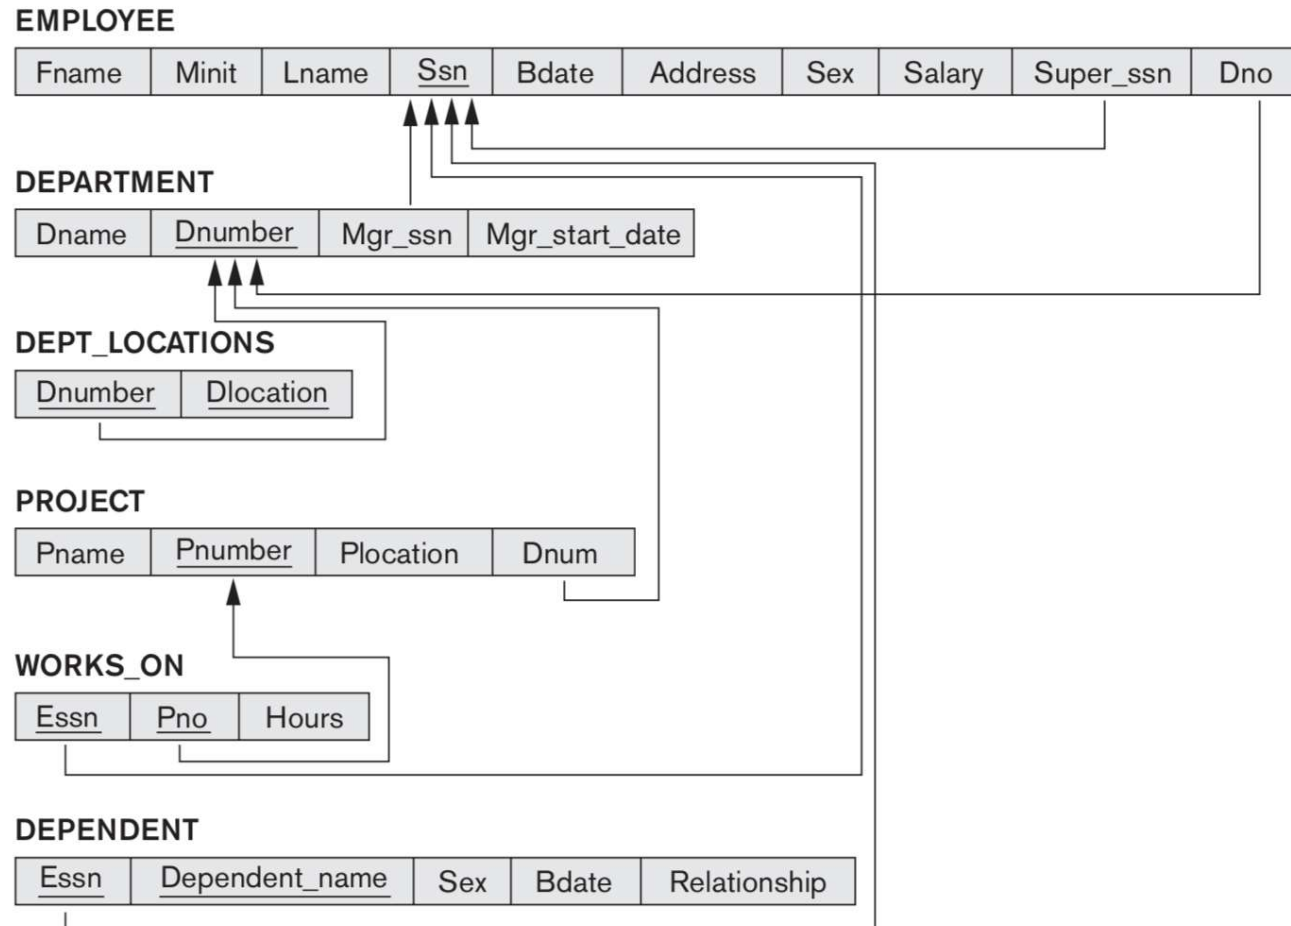 EMPLOYEE
Fname Minit Lname Ssn Bdate Address Sex Salary Super_ssn Dno
DEPARTMENT
Dname Dnumber Mgr_ssn Mgr_start_date
DEPT_LOCATIONS
Dnumber Dlocation
PROJECT
Pname Pnumber Plocation Dnum
WORKS_ON
Essn Pno Hours
DEPENDENT
Essn Dependent_name Sex Bdate Relationship